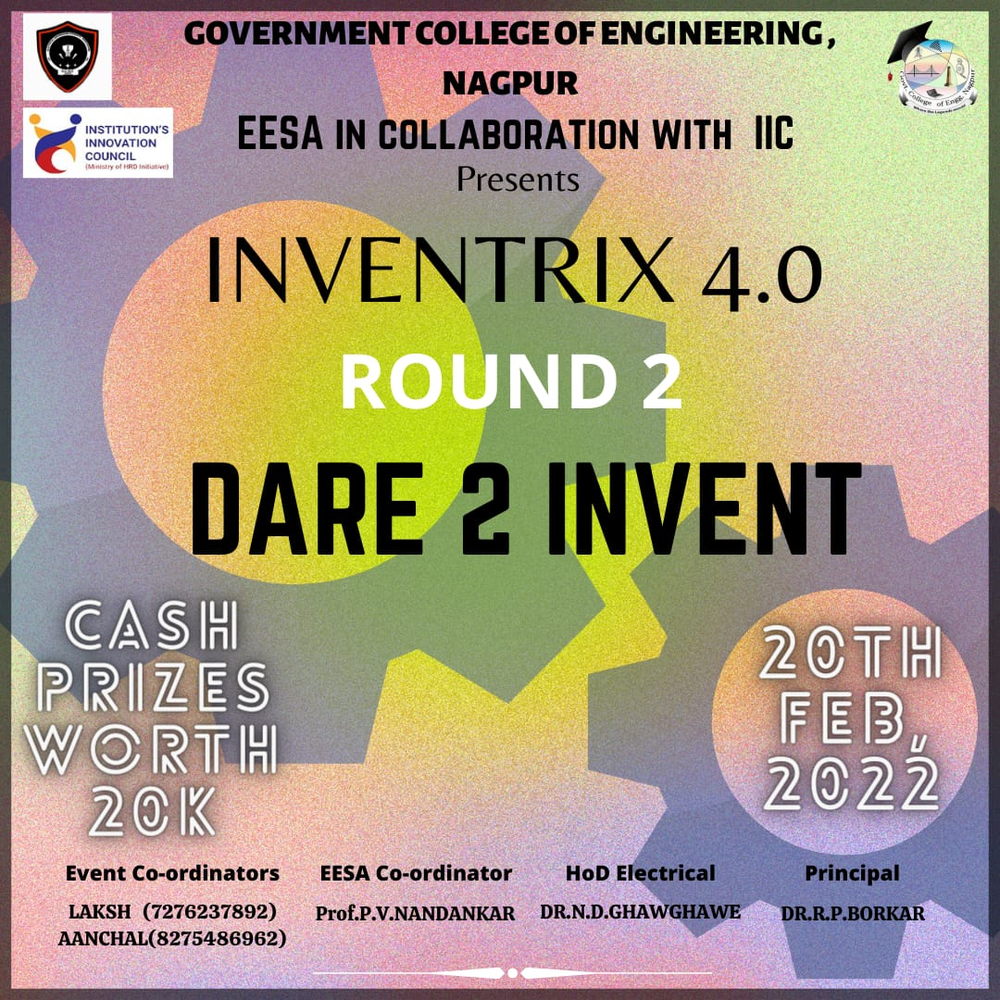 GOVERNMENT COLLEGE OF ENGINEERING ,
NAGPUR
EESA IN COLLABORATION WITH IIC
Presents
INSTITUTION'S
INNOVATION
COUNCIL
(Ministry of HRD Initiative)
Govt. College of Engg. Nagpur
INVENTRIX 4.0
ROUND 2
DARE 2 INVENT
CASH
PRIZES
WORTH
20K
20TH
FEB,
2022
Event Co-ordinators
LAKSH (7276237892)
AANCHAL(8275486962)
EESA Co-ordinator
Prof.P.V.NANDANKAR
HoD Electrical
DR.N.D.GHAWGHAWE
Principal
DR.R.P.BORKAR